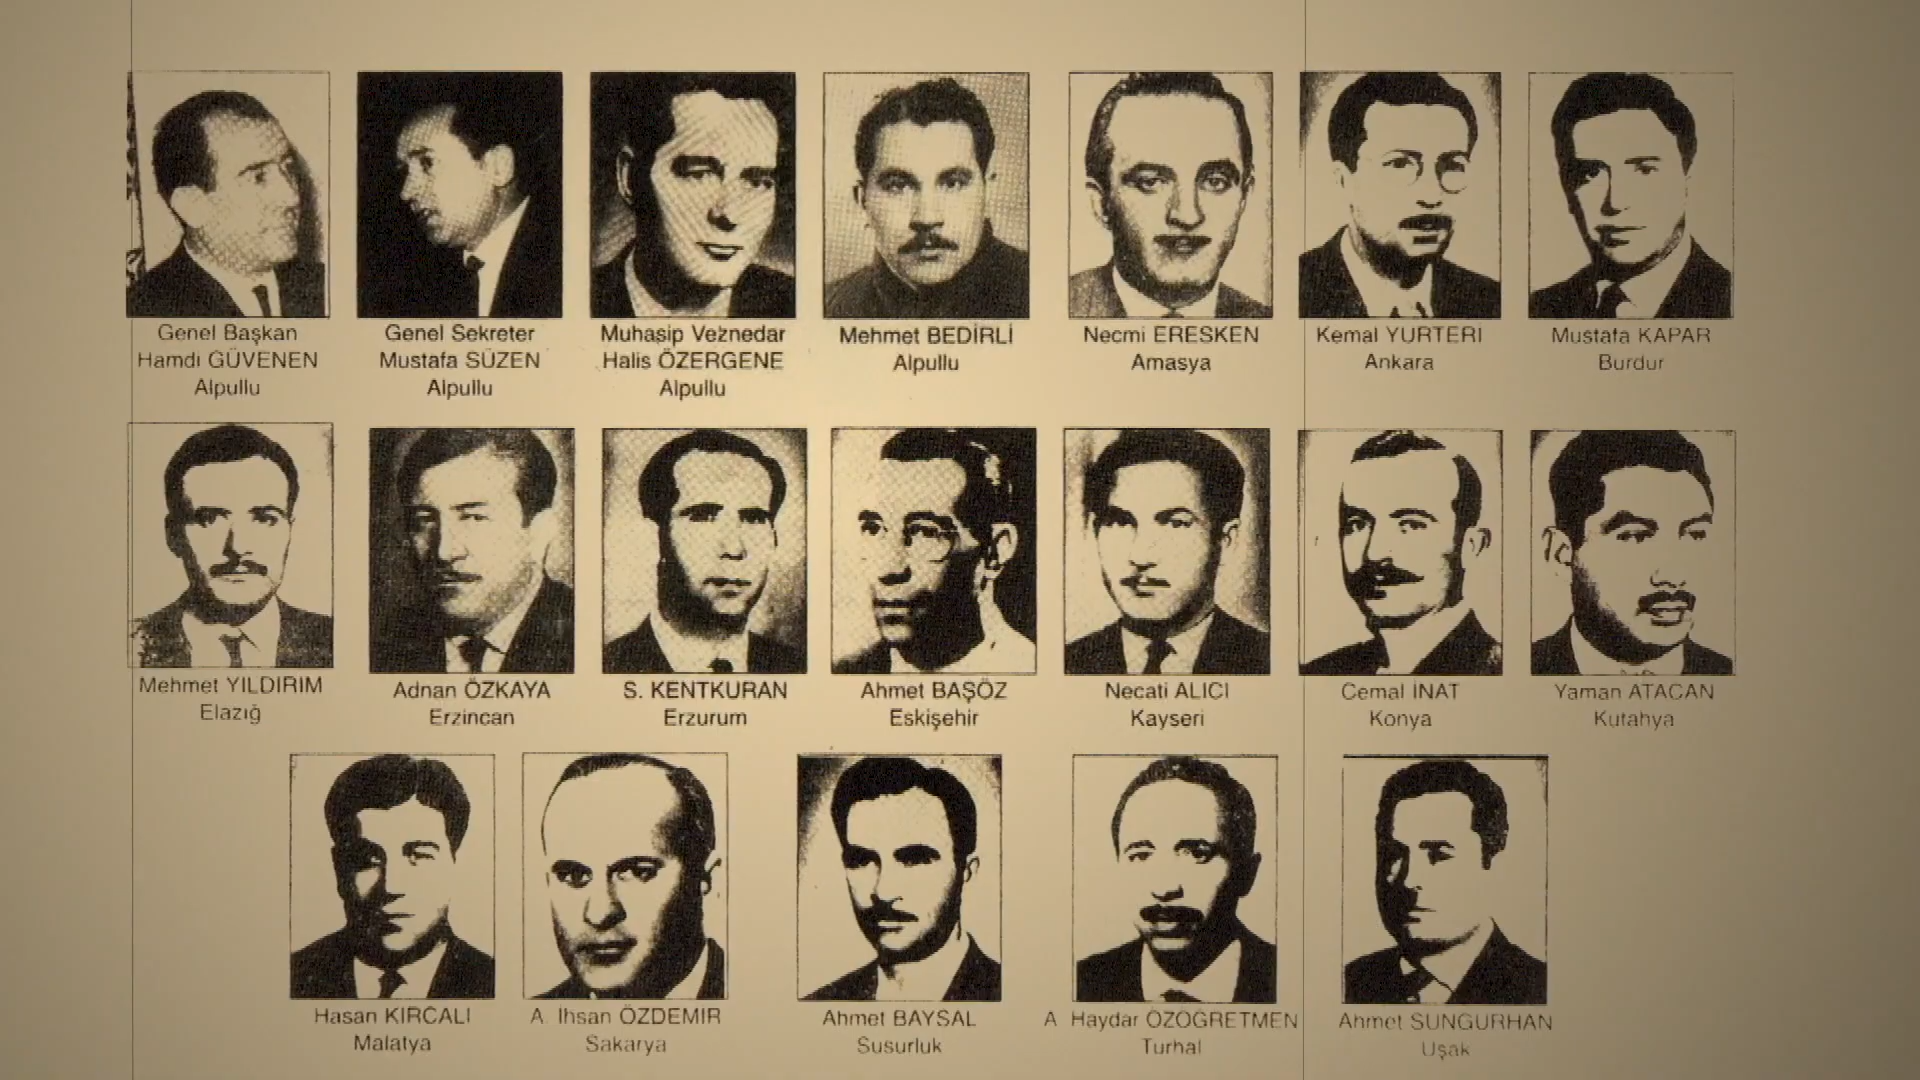 Genel Başkan
Hamdı GÜVENEN
Alpullu
Genel Sekreter
Mustafa SÜZEN
Alpullu
Muhasip Veznedar
Halis ÖZERGENE
Alpullu
Mehmet BEDİRLİ
Alpullu
Necmi ERESKEN
Amasya
Kemal YURTERI
Ankara
Mustafa KAPAR
Burdur
Mehmet YILDIRIM
Elazığ
Adnan ÖZKAYA
Erzincan
S. KENTKURAN
Erzurum
Ahmet BAŞÖZ
Eskişehir
Necati ALICI
Kayseri
Cemal İNAT
Konya
Yaman ATACAN
Kutahya
Hasan KIRCALI
Malatya
A. İhsan ÖZDEMIR
Sakarya
Ahmet BAYSAL
Susurluk
A Haydar ÖZOGRETMEN
Turhal
Ahmet SUNGURHAN
Uşak